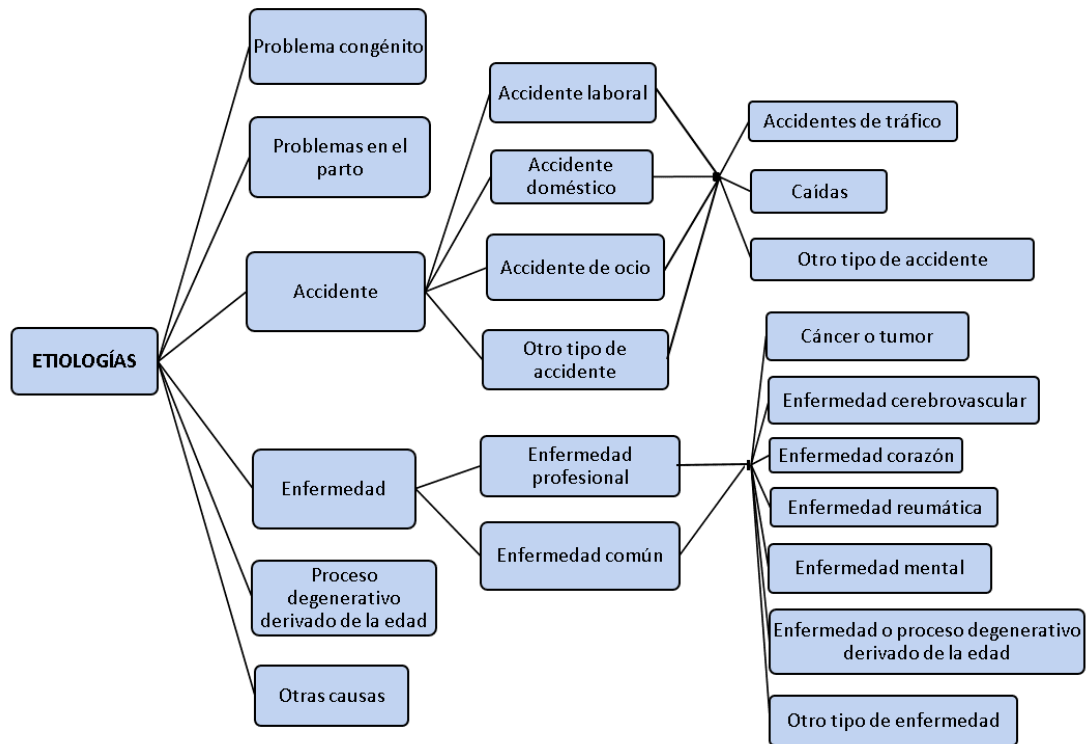 ETIOLOGÍAS
Problema congénito
Problemas en el
parto
Accidente
Enfermedad
Proceso
degenerativo
derivado de la edad
Otras causas
Accidente laboral
Accidente
doméstico
Accidente de ocio
Otro tipo de
accidente
Enfermedad
profesional
Enfermedad común
Accidentes de tráfico
Caídas
Otro tipo de accidente
Cáncer o tumor
Enfermedad cerebrovascular
Enfermedad corazón
Enfermedad reumática
Enfermedad mental
Enfermedad o proceso degenerativo
derivado de la edad
Otro tipo de enfermedad